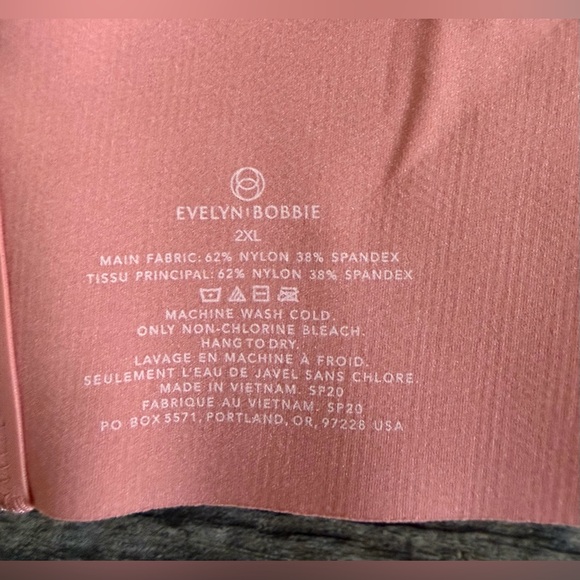 EVELYN BOBBIE
2XL
MAIN FABRIC: 62% NYLON 38% SPANDEX
TISSU PRINCIPAL: 62% NYLON 38% SPANDEX
MACHINE WASH COLD.
ONLY NON-CHLORINE BLEACH.
HANG TO DRY.
LAVAGE EN MACHINE À FROID.
SEULEMENT L'EAU DE JAVEL SANS CHLORE.
MADE IN VIETNAM. SP20
FABRIQUE AU VIETNAM. SP20
PO BOX 5571, PORTLAND, OR, 97228 USA